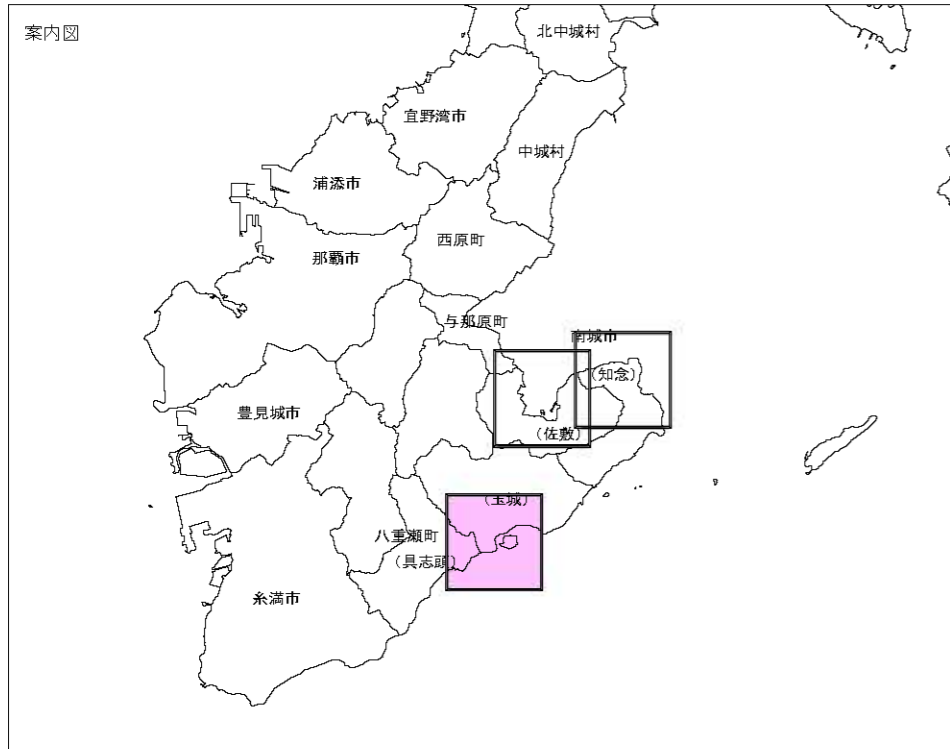 案内図
北中城村
宜野湾市
中城村
浦添市
西原町
那覇市
与那原町
南城市
（知念）
豊見城市
（佐敷）
（玉城）
八重瀬町
（具志頭）
糸満市